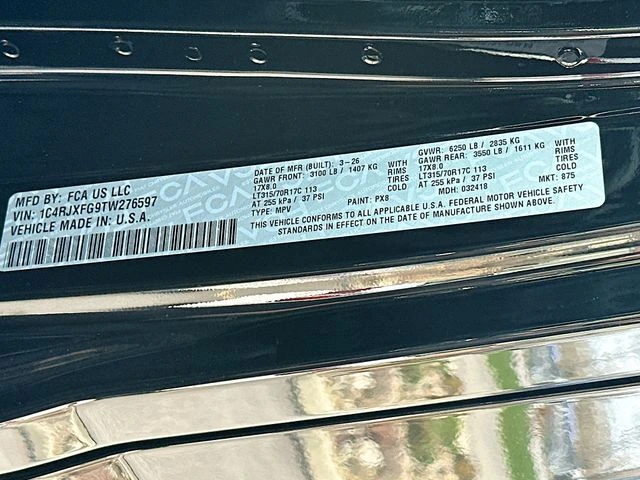 MFD BY: FCA US LLC
VIN: 1C4RJXFG9TW276597
VEHICLE MADE IN: U.S.A.
DATE OF MFR (BUILT): 3-26
GAWR FRONT: 3100 LB / 1407 KG WITH
17X8.0 RIMS
LT315/70R17C 113 TIRES
AT 255 kPa / 37 PSI COLD
TYPE: MPV PAINT: PX8
GVWR: 6250 LB / 2835 KG
GAWR REAR: 3550 LB / 1611 KG WITH
17X8.0 RIMS
LT315/70R17C 113 TIRES
AT 255 kPa / 37 PSI COLD
MDH: 032418 MKT: 875
THIS VEHICLE CONFORMS TO ALL APPLICABLE U.S.A. FEDERAL MOTOR VEHICLE SAFETY
STANDARDS IN EFFECT ON THE DATE OF MANUFACTURE SHOWN ABOVE.